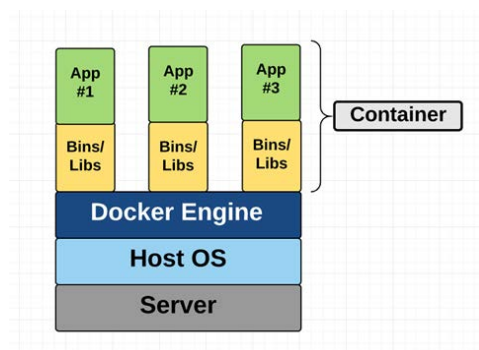 App
#1
App
#2
App
#3
Container
Bins/
Libs
Bins/
Libs
Bins/
Libs
Docker Engine
Host OS
Server